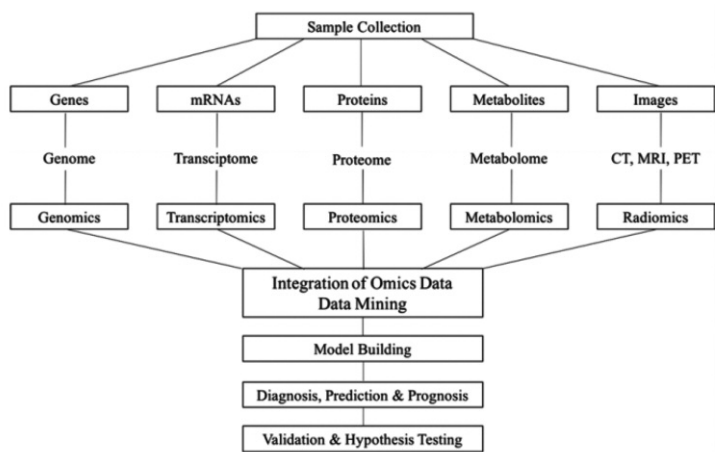 Sample Collection
Genes mRNAs Proteins Metabolites Images
Genome Transciptome Proteome Metabolome CT, MRI, PET
Genomics Transcriptomics Proteomics Metabolomics Radiomics
Integration of Omics Data
Data Mining
Model Building
Diagnosis, Prediction & Prognosis
Validation & Hypothesis Testing